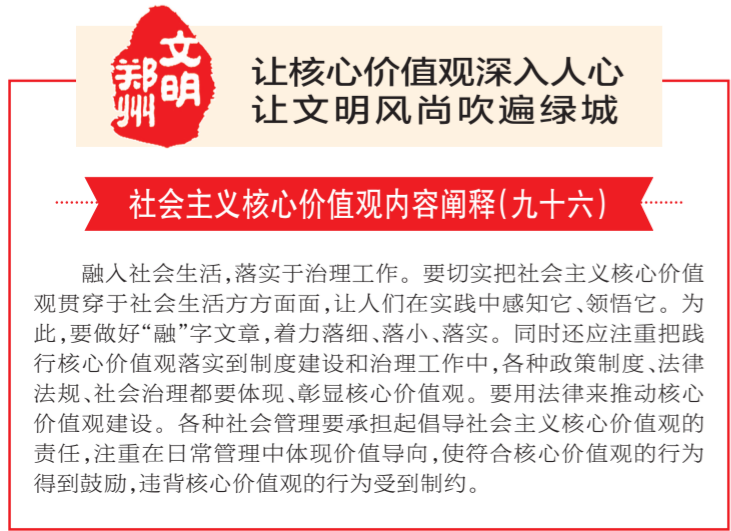 文明
郑州
让核心价值观深入人心
让文明风尚吹遍绿城
社会主义核心价值观内容阐释(九十六)
融入社会生活,落实于治理工作。要切实把社会主义核心价值
观贯穿于社会生活方方面面,让人们在实践中感知它、领悟它。为
此,要做好“融”字文章,着力落细、落小、落实。同时还应注重把践
行核心价值观落实到制度建设和治理工作中,各种政策制度、法律
法规、社会治理都要体现、彰显核心价值观。要用法律来推动核心
价值观建设。各种社会管理要承担起倡导社会主义核心价值观的
责任,注重在日常管理中体现价值导向,使符合核心价值观的行为
得到鼓励,违背核心价值观的行为受到制约。